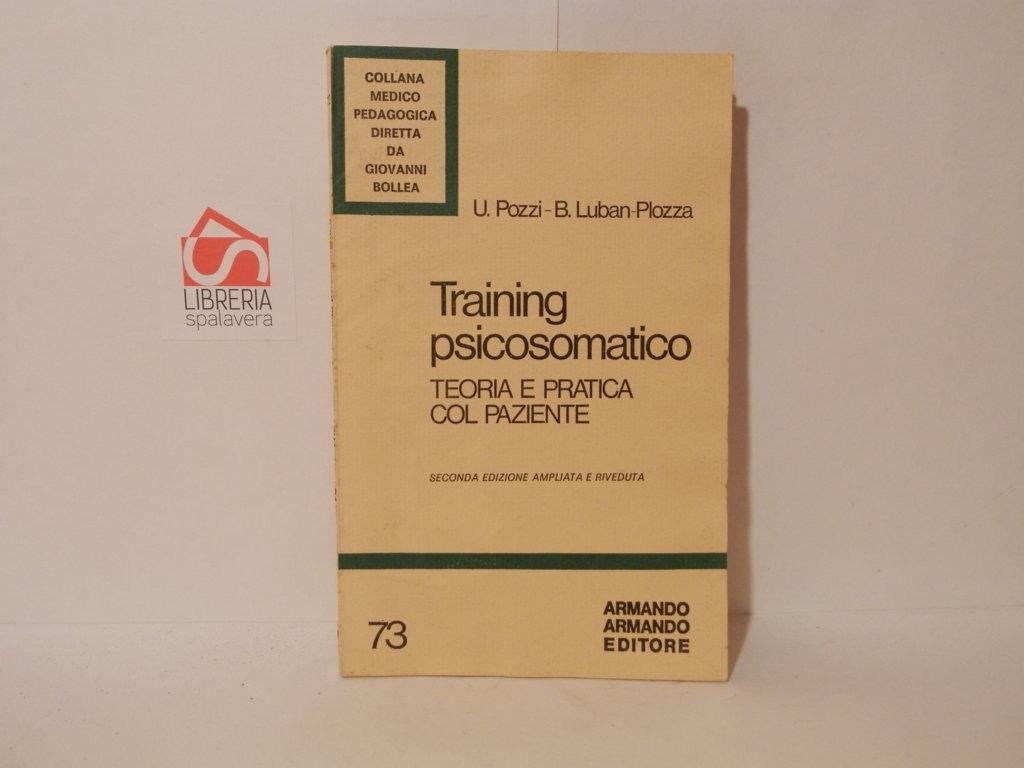 COLLANA
MEDICO
PEDAGOGICA
DIRETTA
DA
GIOVANNI
BOLLEA
U. Pozzi - B. Luban-Plozza
Training
psicosomatico
TEORIA E PRATICA
COL PAZIENTE
SECONDA EDIZIONE AMPLIATA E RIVEDUTA
73
ARMANDO
ARMANDO
EDITORE
S
LIBRERIA
spalavera